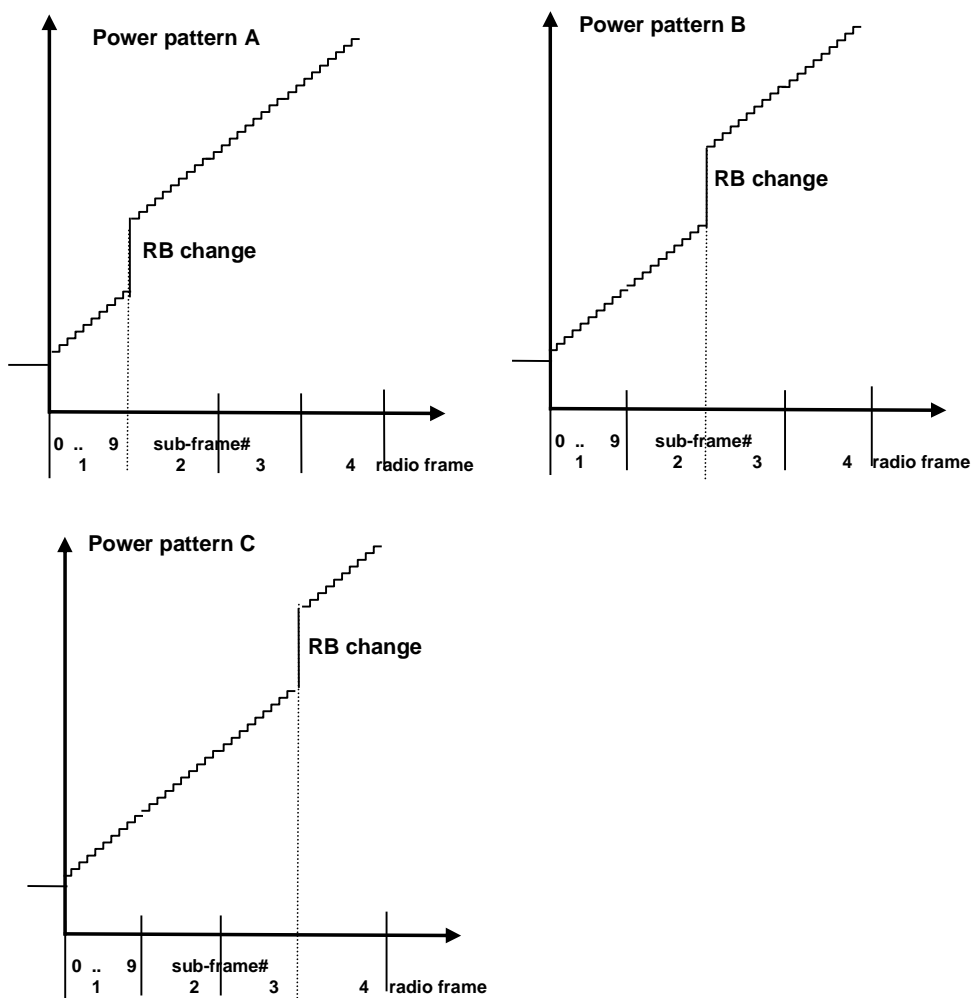 Power pattern A
RB change
0 .. 9 sub-frame#
1 2 3 4 radio frame
Power pattern B
RB change
0 .. 9 sub-frame#
1 2 3 4 radio frame
Power pattern C
RB change
0 .. 9 sub-frame#
1 2 3 4 radio frame